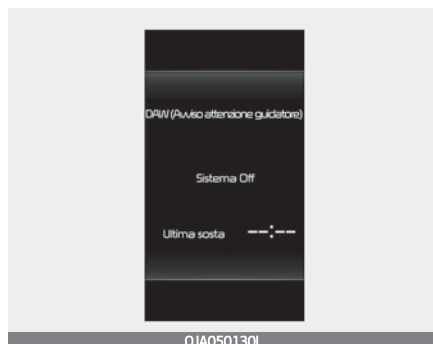 DAW (Avviso attenzione guidatore)
Sistema Off
Ultima sosta --:--
OJA050130L